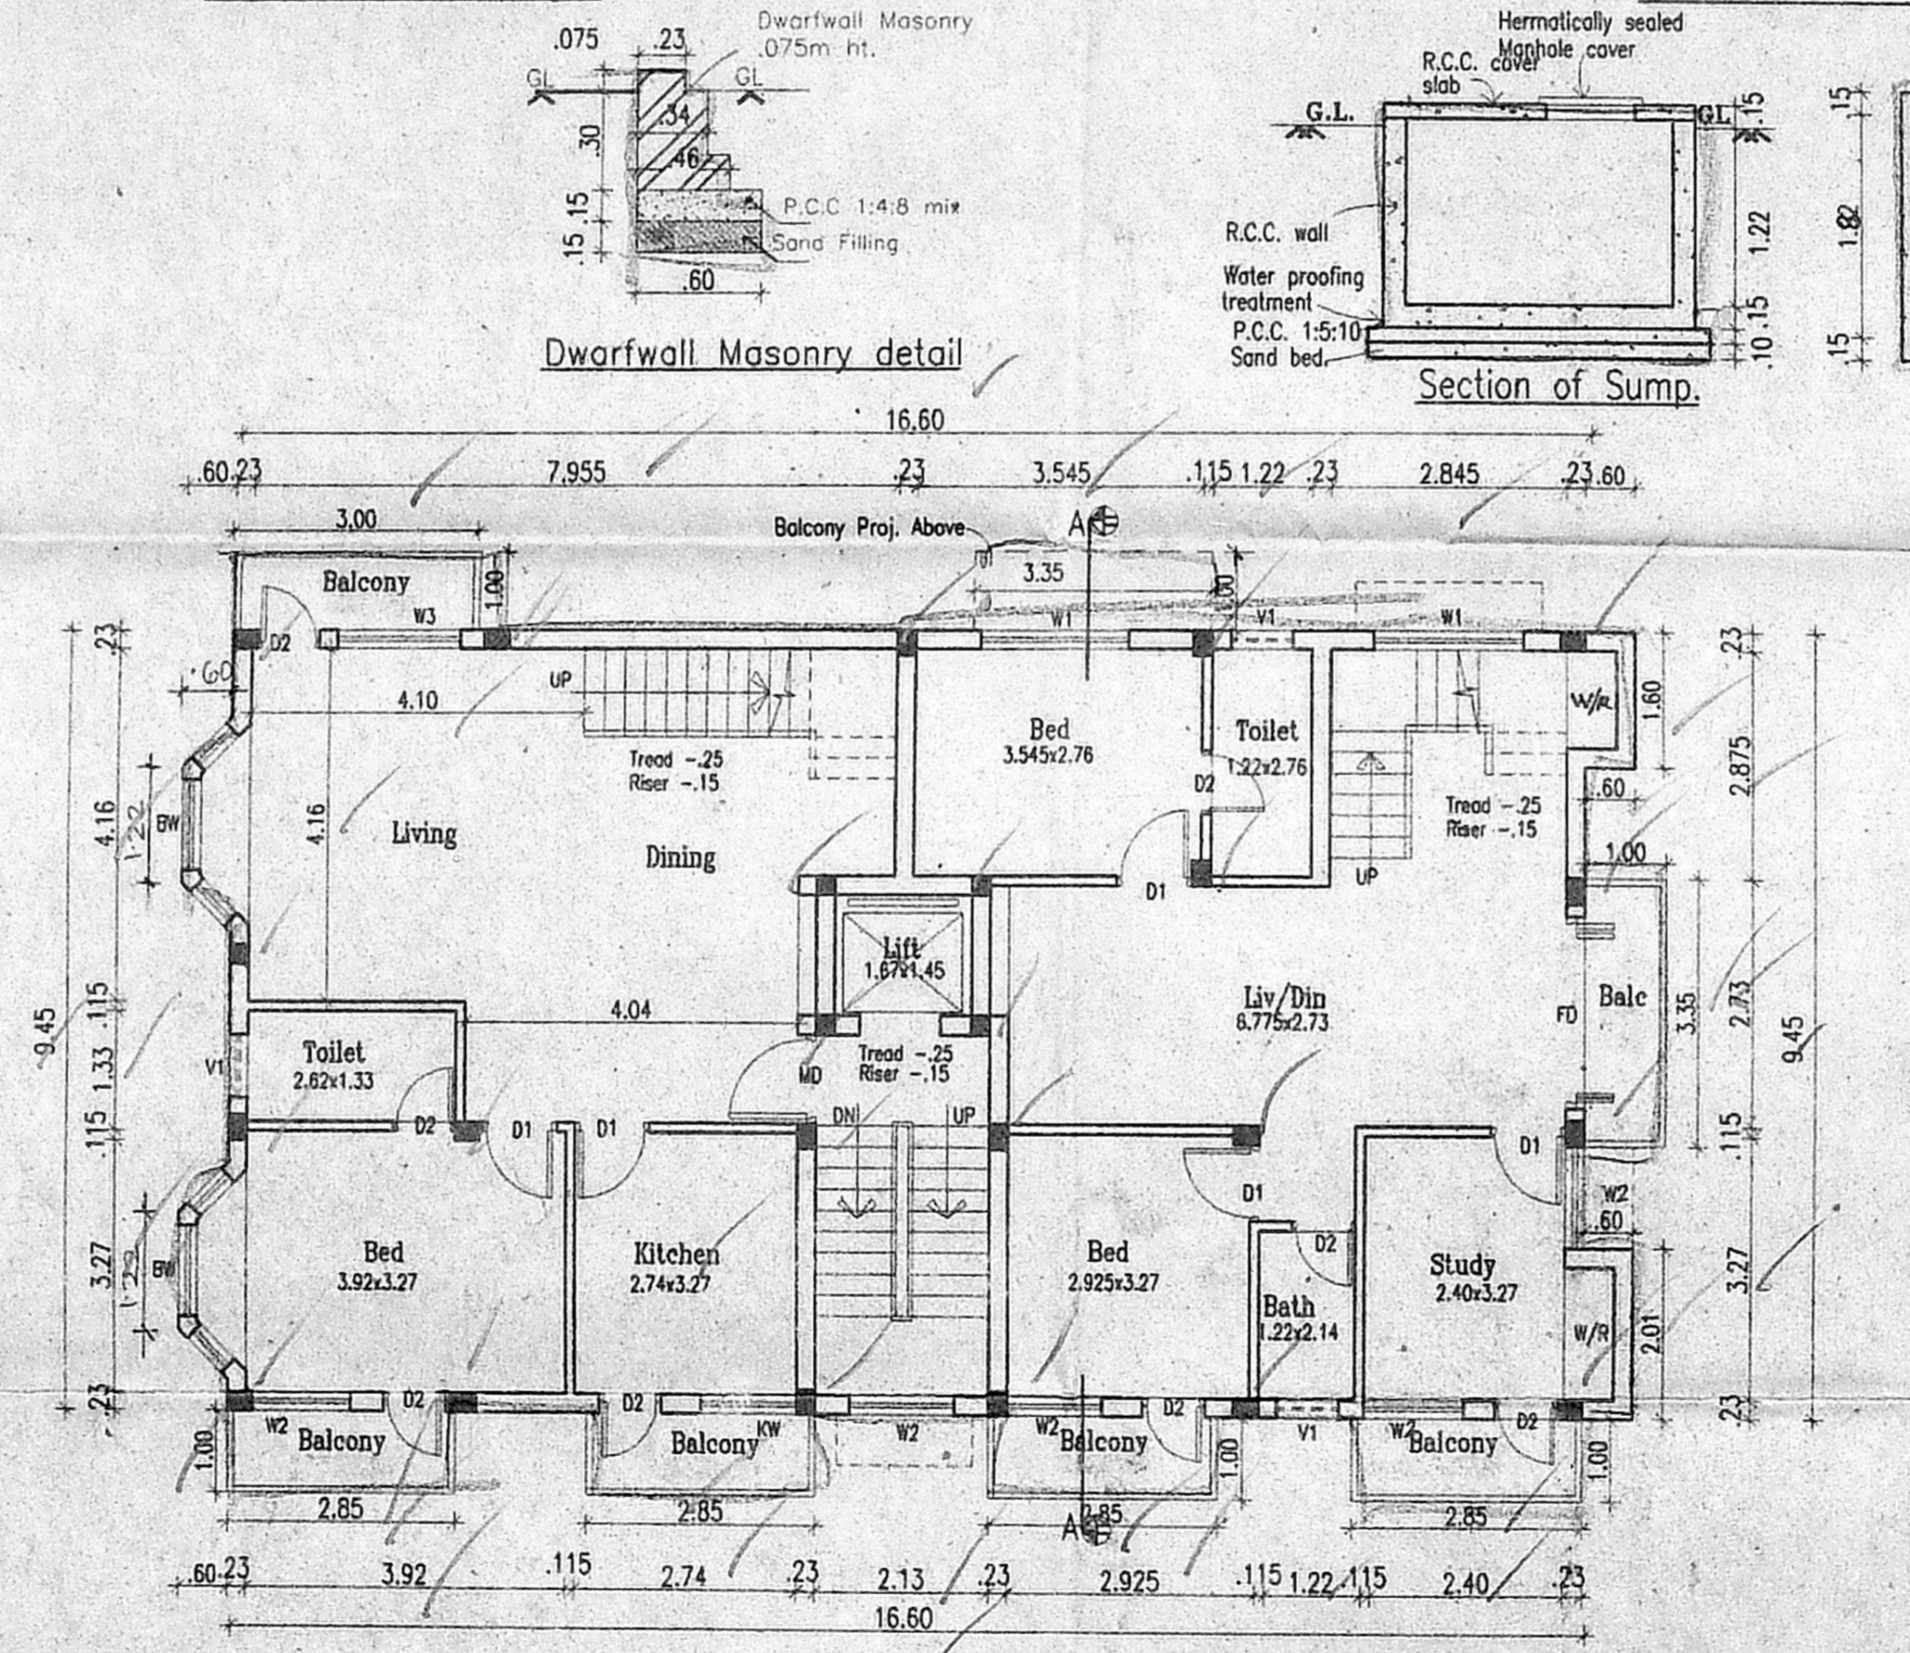 Dwarfwall Masonry
.075m ht.
.075
.23
GL
GL
.34
.30
.46
.15
P.C.C 1:4:8 mix
.15
Sand Filling
.60
Dwarfwall Masonry detail
Hermatically sealed
Manhole cover
R.C.C. cover
slab
G.L.
GL
.15
.15
R.C.C. wall
1.22
1.82
Water proofing
treatment
.15
P.C.C. 1:5:10
Sand bed.
.10
.15
Section of Sump.
16.60
.60 .23 7.955 .23 3.545 .115 1.22 .23 2.845 .23 .60
3.00
Balcony Proj. Above
A
Balcony
1.00
3.35
W3
W1
V1
W1
.23
D2
.23
.60
UP
4.10
W/R
1.60
Bed
3.545x2.76
Toilet
1.22x2.76
Tread -.25
Riser -.15
D2
2.875
.60
Tread -.25
Riser -.15
4.16
1.22
BW
4.16
Living
Dining
1.00
D1
UP
Lift
1.67x1.45
Liv/Din
6.775x2.73
Balc
FD
3.35
2.73
9.45
9.45
.115
4.04
Toilet
2.62x1.33
V1
1.33
MD
Tread -.25
Riser -.15
DN
UP
.115
D2
D1
D1
D1
.115
D1
W2
.60
D2
Bed
3.92x3.27
Kitchen
2.74x3.27
Bed
2.925x3.27
Study
2.40x3.27
3.27
BW
Bath
1.22x2.14
W/R
2.01
3.27
.23
D2
D2
D2
D2
.23
W2
Balcony
Balcony
KW
W2
W2
Balcony
V1
W2
Balcony
1.00
1.00
1.00
2.85
2.85
2.85
2.85
A
.60 .23 3.92 .115 2.74 .23 2.13 .23 2.925 .115 1.22 .115 2.40 .23
16.60